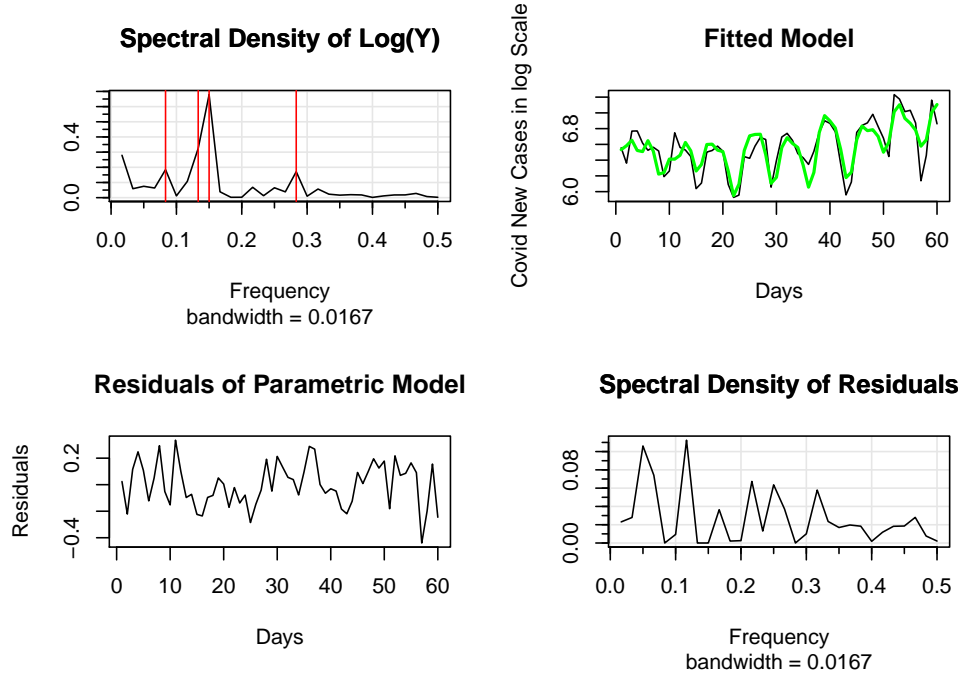 Spectral Density of Log(Y)
0.0 0.4
0.0 0.1 0.2 0.3 0.4 0.5
Frequency
bandwidth = 0.0167
Fitted Model
Covid New Cases in log Scale
6.0 6.8
0 10 20 30 40 50 60
Days
Residuals of Parametric Model
Residuals
−0.4 0.2
0 10 20 30 40 50 60
Days
Spectral Density of Residuals
0.00 0.08
0.0 0.1 0.2 0.3 0.4 0.5
Frequency
bandwidth = 0.0167